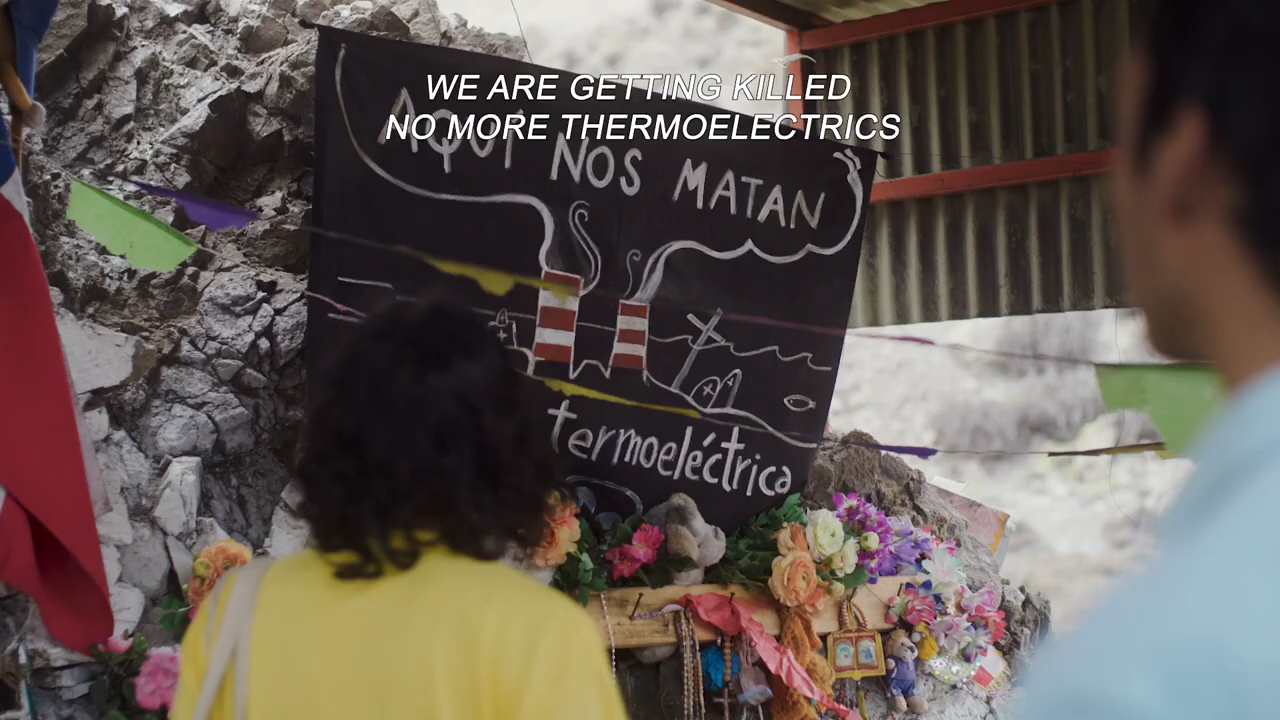 WE ARE GETTING KILLED
NO MORE THERMOELECTRICS
AQUÍ NOS MATAN
termoeléctrica